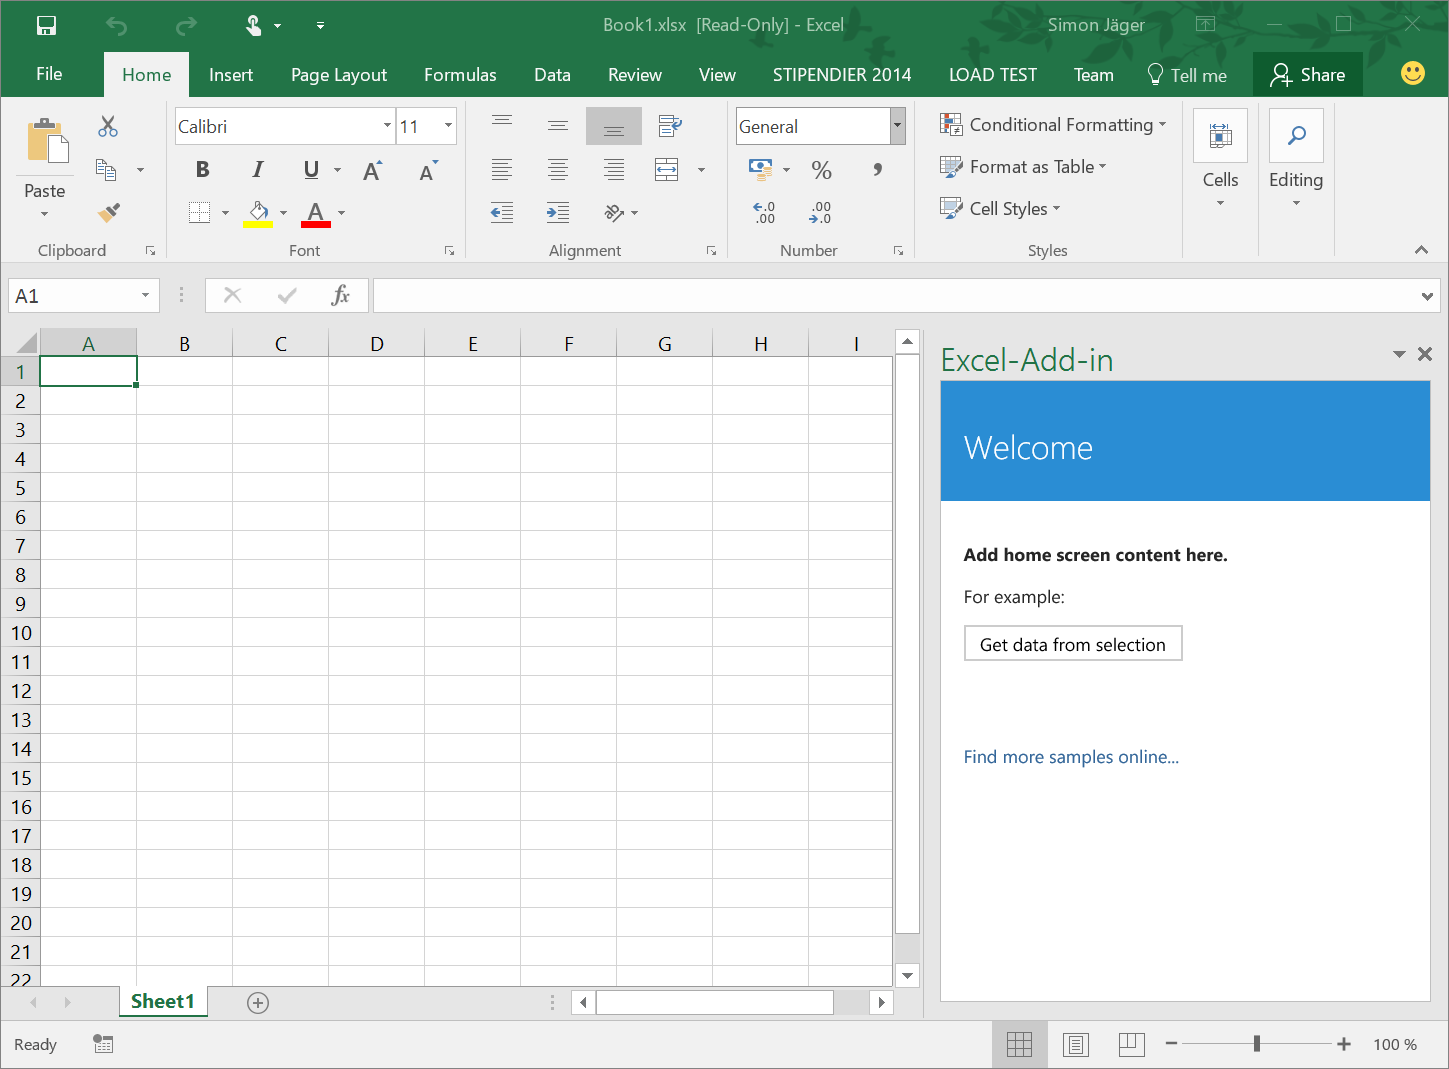 Book1.xlsx [Read-Only] - Excel
Simon Jäger
File
Home
Insert
Page Layout
Formulas
Data
Review
View
STIPENDIER 2014
LOAD TEST
Team
Tell me
Share
Calibri
11
General
Conditional Formatting
Format as Table
Cell Styles
Paste
B
I
U
A
A
A
%
,
←.0
.00
.00
→.0
Cells
Editing
Clipboard
Font
Alignment
Number
Styles
A1
fx
A B C D E F G H I
1
2
3
4
5
6
7
8
9
10
11
12
13
14
15
16
17
18
19
20
21
22
Excel-Add-in
Welcome
Add home screen content here.
For example:
Get data from selection
Find more samples online...
Sheet1
Ready
100 %